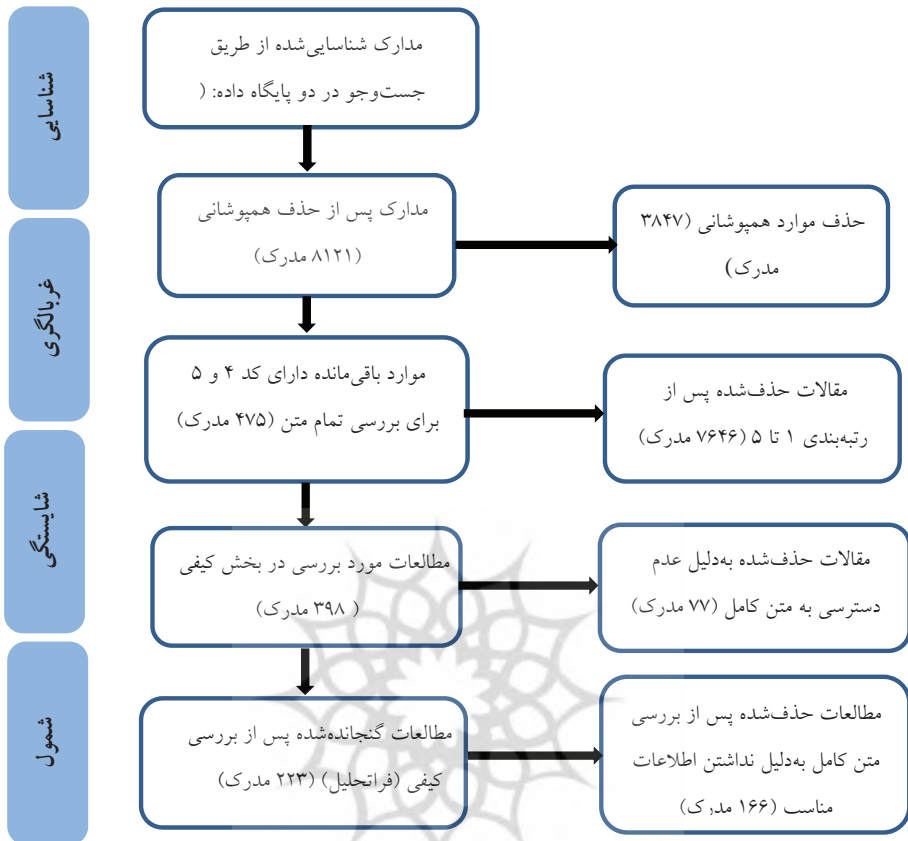 شناسایی
مدارک شناسایی‌شده از طریق
جست‌وجو در دو پایگاه داده: (
مدارک پس از حذف همپوشانی
(۸۱۲۱ مدرک)
حذف موارد همپوشانی (۳۸۴۷
مدرک)
غربالگری
موارد باقی‌مانده دارای کد ۴ و ۵
برای بررسی تمام متن (۴۷۵ مدرک)
مقالات حذف‌شده پس از
رتبه‌بندی ۱ تا ۵ (۷۶۴۶ مدرک)
شایستگی
مطالعات مورد بررسی در بخش کیفی
( ۳۹۸ مدرک)
مقالات حذف‌شده به‌دلیل عدم
دسترسی به متن کامل (۷۷ مدرک)
شمول
مطالعات گنجانده‌شده پس از بررسی
کیفی (فراتحلیل) (۲۲۳ مدرک)
مطالعات حذف‌شده پس از بررسی
متن کامل به‌دلیل نداشتن اطلاعات
مناسب (۱۶۶ مدرک)